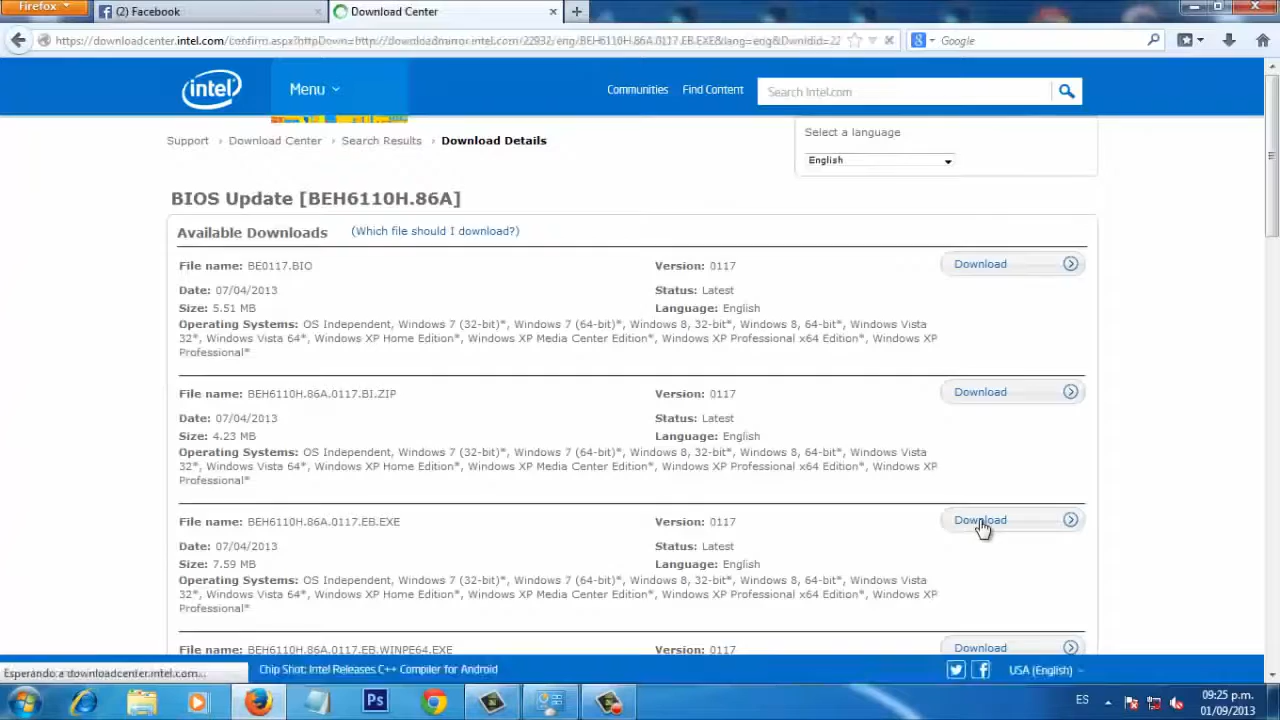 Firefox
(2) Facebook
Download Center
https://downloadcenter.intel.com/confirm.aspx?httpDown=http://downloadmirror.intel.com/22932/eng/BEH6110H.86A.0117.EB.EXE&lang=eng&Dwnldid=22
Google
intel
Menu
Communities
Find Content
Search Intel.com
Support › Download Center › Search Results › Download Details
Select a language
English
BIOS Update [BEH6110H.86A]
Available Downloads (Which file should I download?)
File name: BE0117.BIO Version: 0117 Download
Date: 07/04/2013 Status: Latest
Size: 5.51 MB Language: English
Operating Systems: OS Independent, Windows 7 (32-bit)*, Windows 7 (64-bit)*, Windows 8, 32-bit*, Windows 8, 64-bit*, Windows Vista
32*, Windows Vista 64*, Windows XP Home Edition*, Windows XP Media Center Edition*, Windows XP Professional x64 Edition*, Windows XP
Professional*
File name: BEH6110H.86A.0117.BI.ZIP Version: 0117 Download
Date: 07/04/2013 Status: Latest
Size: 4.23 MB Language: English
Operating Systems: OS Independent, Windows 7 (32-bit)*, Windows 7 (64-bit)*, Windows 8, 32-bit*, Windows 8, 64-bit*, Windows Vista
32*, Windows Vista 64*, Windows XP Home Edition*, Windows XP Media Center Edition*, Windows XP Professional x64 Edition*, Windows XP
Professional*
File name: BEH6110H.86A.0117.EB.EXE Version: 0117 Download
Date: 07/04/2013 Status: Latest
Size: 7.59 MB Language: English
Operating Systems: OS Independent, Windows 7 (32-bit)*, Windows 7 (64-bit)*, Windows 8, 32-bit*, Windows 8, 64-bit*, Windows Vista
32*, Windows Vista 64*, Windows XP Home Edition*, Windows XP Media Center Edition*, Windows XP Professional x64 Edition*, Windows XP
Professional*
File name: BEH6110H.86A.0117.EB.WINPE64.EXE Version: 0117 Download
Esperando a downloadcenter.intel.com...
Chip Shot: Intel Releases C++ Compiler for Android
USA (English)
Ps
ES
09:25 p.m.
01/09/2013